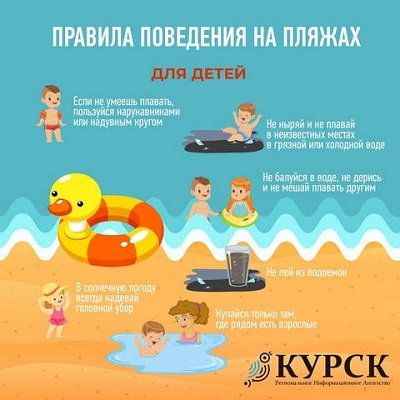 ПРАВИЛА ПОВЕДЕНИЯ НА ПЛЯЖАХ
ДЛЯ ДЕТЕЙ
Если не умеешь плавать,
пользуйся нарукавниками
или надувным кругом
Не ныряй и не плавай
в неизвестных местах
в грязной или холодной воде
Не балуйся в воде, не дерись
и не мешай плавать другим
Не пей из водоемов
В солнечную погоду
всегда надевай
головной убор
Купайся только там,
где рядом есть взрослые
КУРСК
Региональное Информационное Агентство